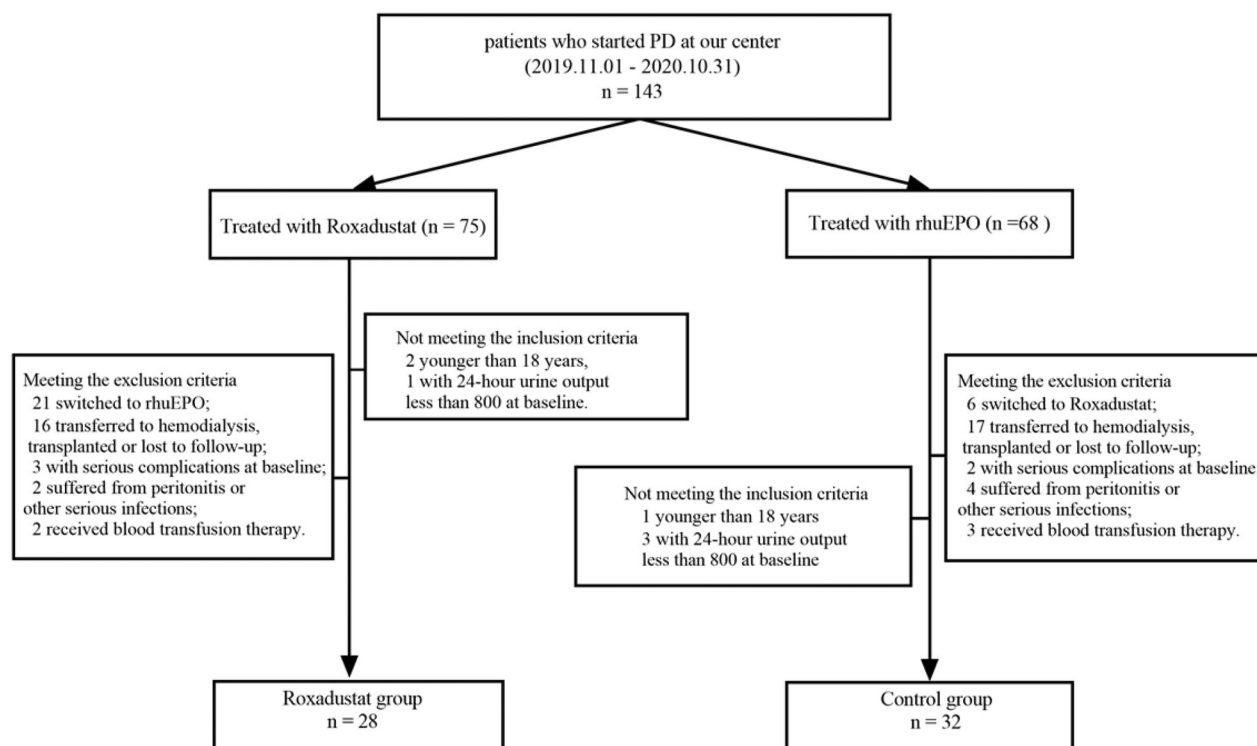 patients who started PD at our center
(2019.11.01 - 2020.10.31)
n = 143
Treated with Roxadustat (n = 75)
Treated with rhuEPO (n =68 )
Not meeting the inclusion criteria
2 younger than 18 years,
1 with 24-hour urine output
less than 800 at baseline.
Meeting the exclusion criteria
21 switched to rhuEPO;
16 transferred to hemodialysis,
transplanted or lost to follow-up;
3 with serious complications at baseline;
2 suffered from peritonitis or
other serious infections;
2 received blood transfusion therapy.
Meeting the exclusion criteria
6 switched to Roxadustat;
17 transferred to hemodialysis,
transplanted or lost to follow-up;
2 with serious complications at baseline
4 suffered from peritonitis or
other serious infections;
3 received blood transfusion therapy.
Not meeting the inclusion criteria
1 younger than 18 years
3 with 24-hour urine output
less than 800 at baseline
Roxadustat group
n = 28
Control group
n = 32